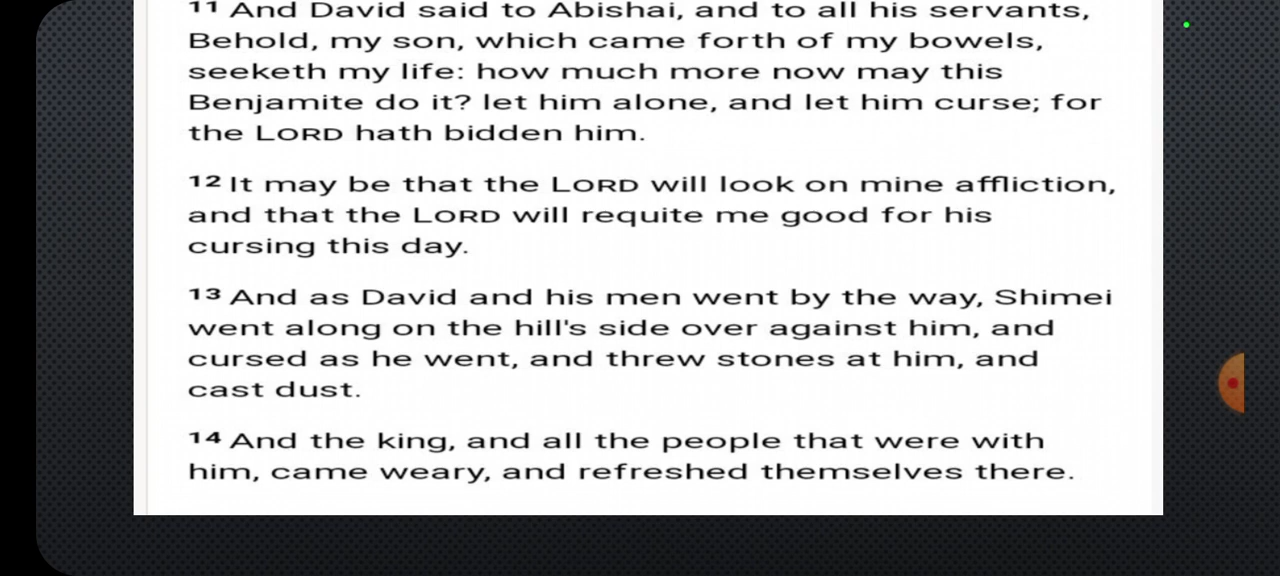 11 And David said to Abishai, and to all his servants,
Behold, my son, which came forth of my bowels,
seeketh my life: how much more now may this
Benjamite do it? let him alone, and let him curse; for
the LORD hath bidden him.
12 It may be that the LORD will look on mine affliction,
and that the LORD will requite me good for his
cursing this day.
13 And as David and his men went by the way, Shimei
went along on the hill's side over against him, and
cursed as he went, and threw stones at him, and
cast dust.
14 And the king, and all the people that were with
him, came weary, and refreshed themselves there.